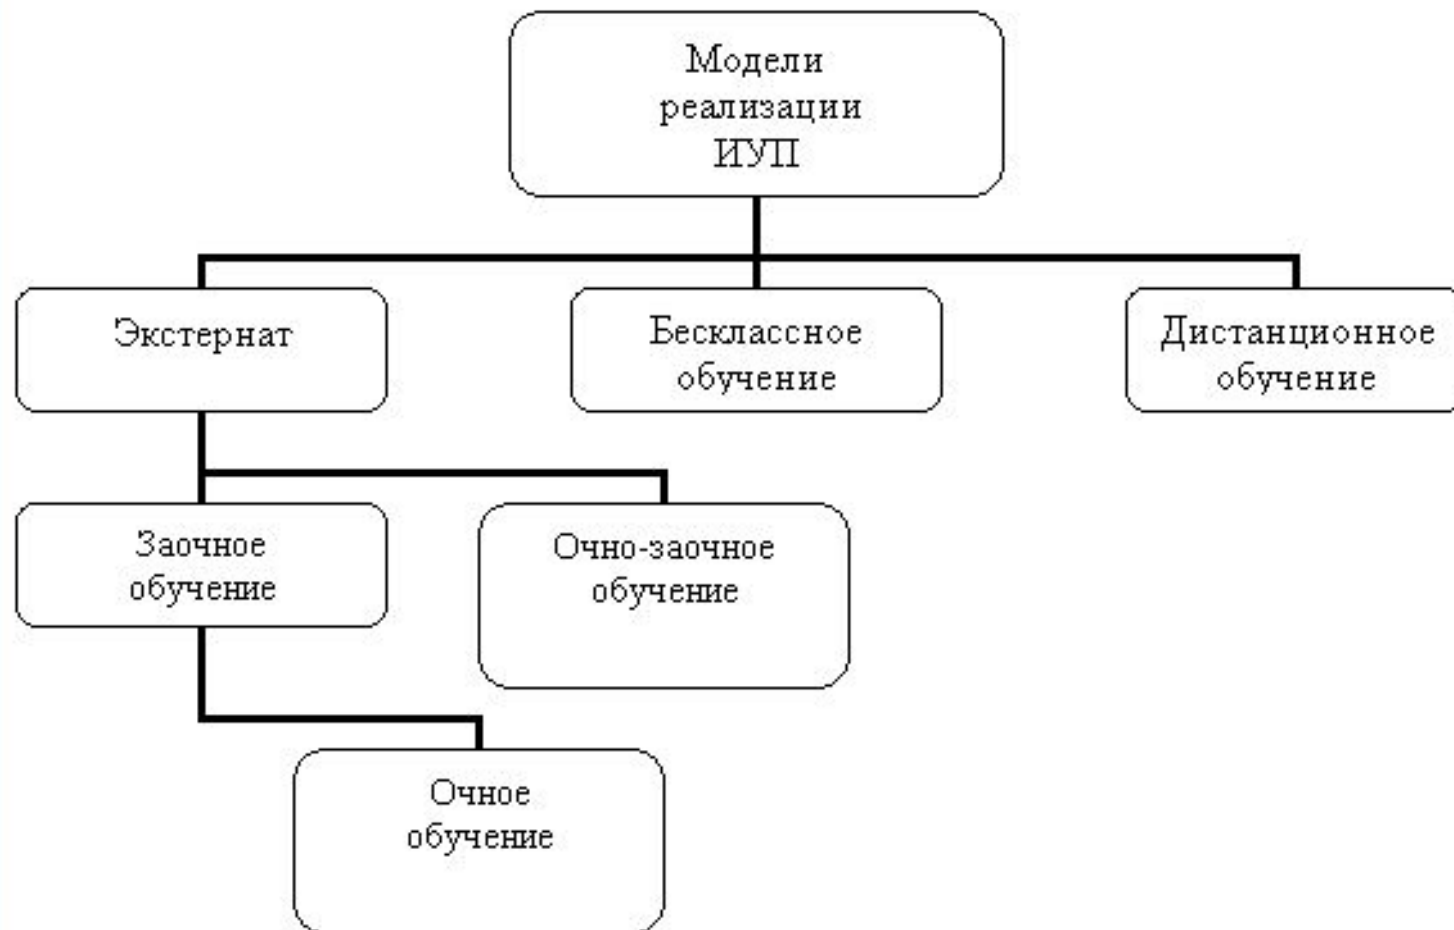 Модели
реализации
ИУП
Экстернат
Бесклассное
обучение
Дистанционное
обучение
Заочное
обучение
Очно-заочное
обучение
Очное
обучение